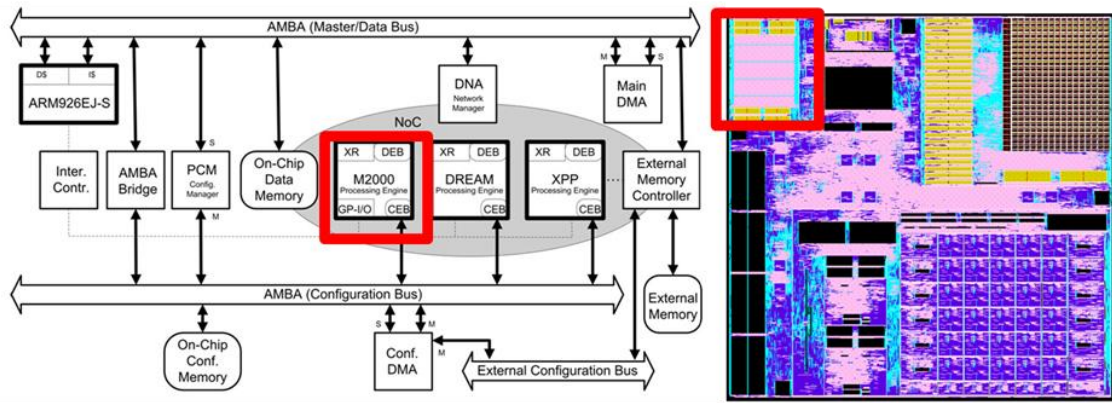 AMBA (Master/Data Bus)
D$
I$
ARM926EJ-S
M
S
DNA
Network
Manager
Main
DMA
S
NoC
Inter.
Contr.
AMBA
Bridge
PCM
Config.
Manager
On-Chip
Data
Memory
XR
DEB
M2000
Processing Engine
GP-I/O
CEB
XR
DEB
DREAM
Processing Engine
CEB
XR
DEB
XPP
Processing Engine
CEB
External
Memory
Controller
M
AMBA (Configuration Bus)
On-Chip
Conf.
Memory
S
M
Conf.
DMA
M
External
Memory
External Configuration Bus